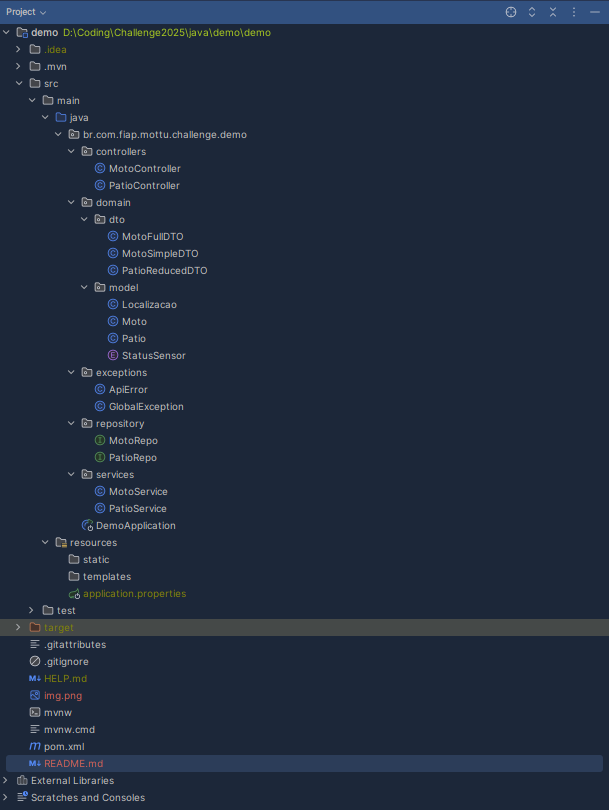 Project
demo D:\Coding\Challenge2025\java\demo\demo
.idea
.mvn
src
main
java
br.com.fiap.mottu.challenge.demo
controllers
MotoController
PatioController
domain
dto
MotoFullDTO
MotoSimpleDTO
PatioReducedDTO
model
Localizacao
Moto
Patio
StatusSensor
exceptions
ApiError
GlobalException
repository
MotoRepo
PatioRepo
services
MotoService
PatioService
DemoApplication
resources
static
templates
application.properties
test
target
.gitattributes
.gitignore
HELP.md
img.png
mvnw
mvnw.cmd
pom.xml
README.md
External Libraries
Scratches and Consoles